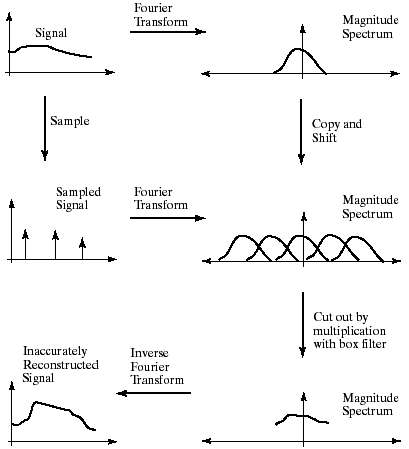 Signal
Fourier
Transform
Magnitude
Spectrum
Sample
Copy and
Shift
Sampled
Signal
Fourier
Transform
Magnitude
Spectrum
Cut out by
multiplication
with box filter
Inaccurately
Reconstructed
Signal
Inverse
Fourier
Transform
Magnitude
Spectrum